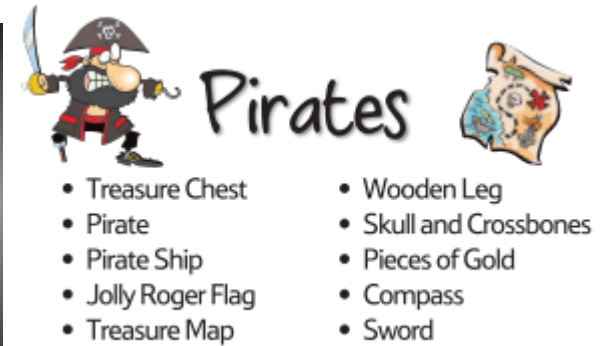 Pirates
• Treasure Chest
• Pirate
• Pirate Ship
• Jolly Roger Flag
• Treasure Map
• Wooden Leg
• Skull and Crossbones
• Pieces of Gold
• Compass
• Sword